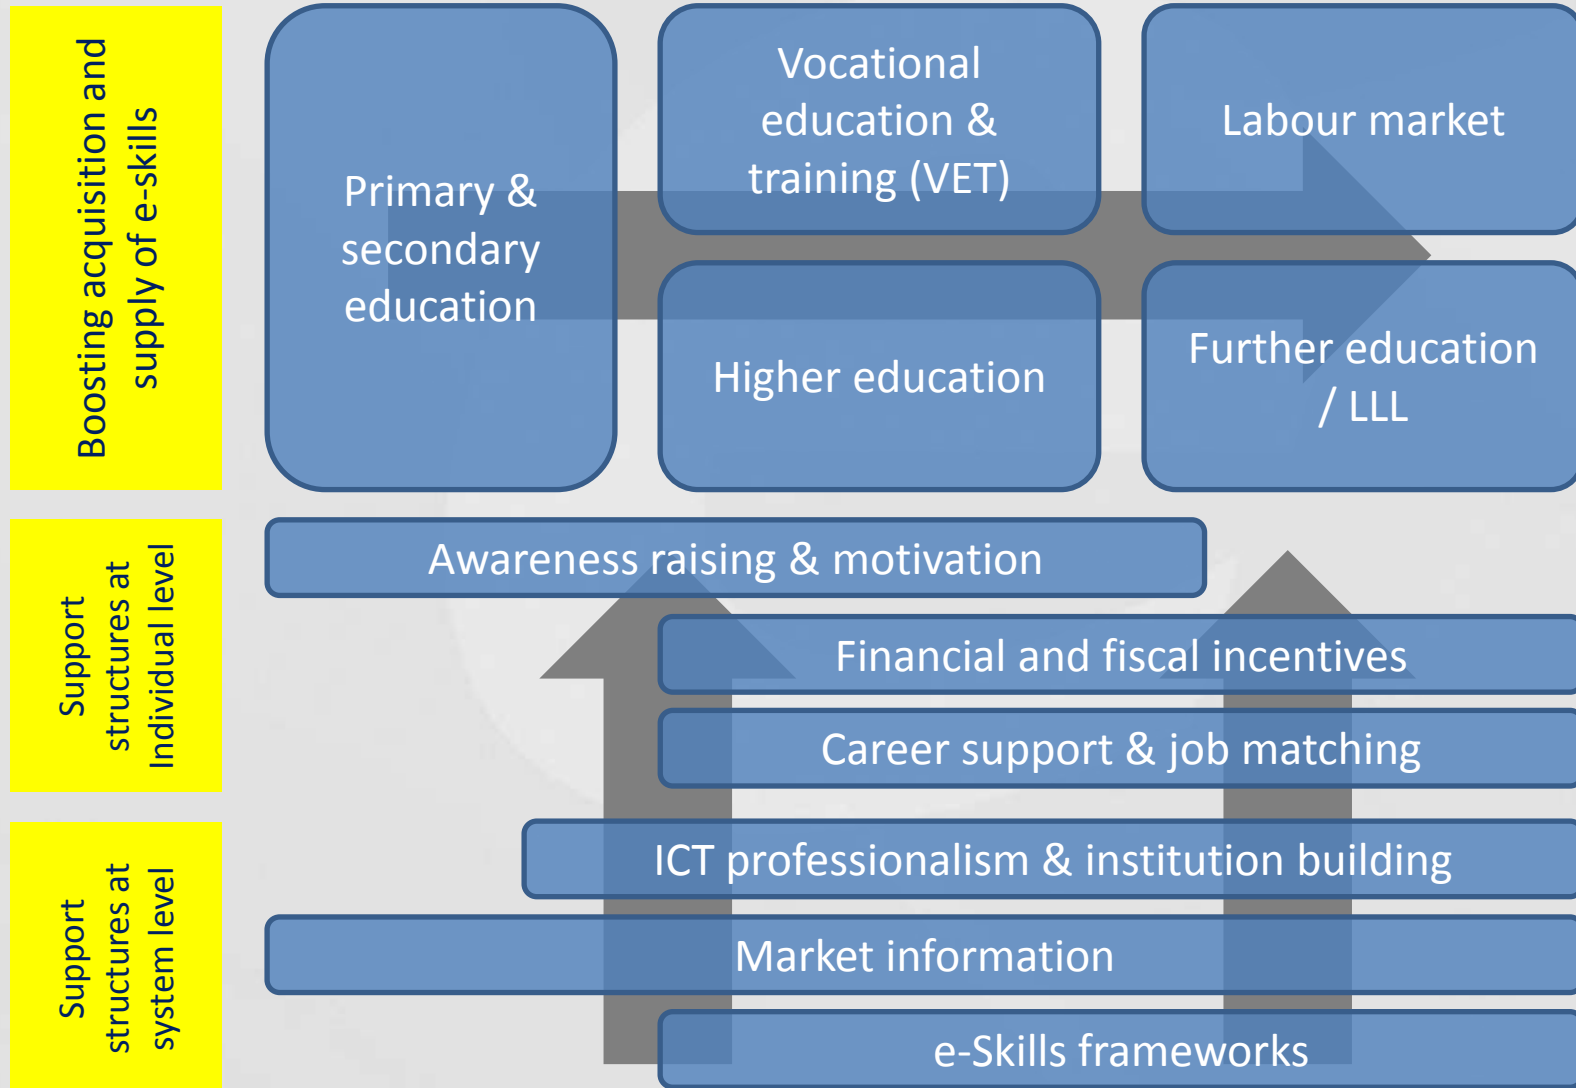 Boosting acquisition and
supply of e-skills
Primary &
secondary
education
Vocational
education &
training (VET)
Labour market
Higher education
Further education
/ LLL
Support
structures at
Individual level
Awareness raising & motivation
Financial and fiscal incentives
Career support & job matching
Support
structures at
system level
ICT professionalism & institution building
Market information
e-Skills frameworks